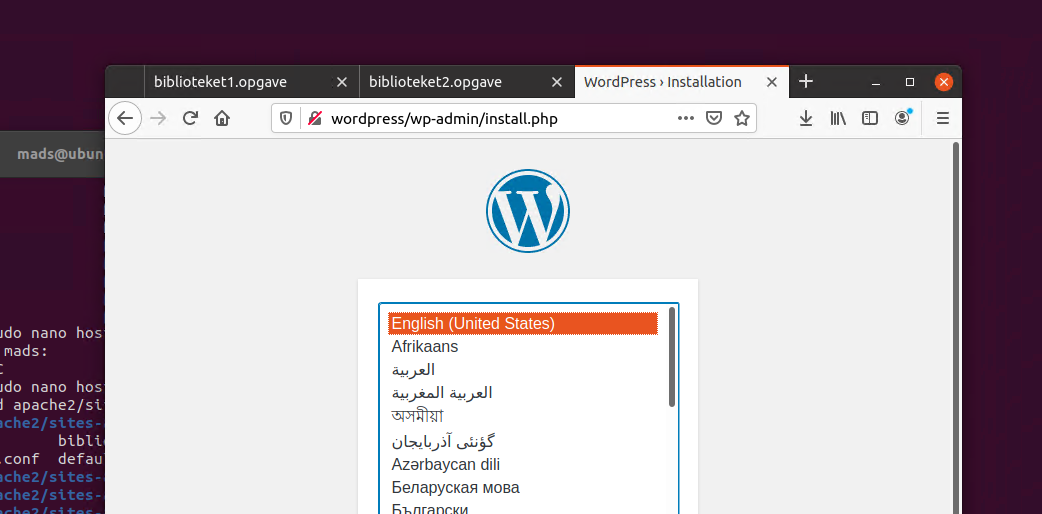 biblioteket1.opgave
biblioteket2.opgave
WordPress › Installation
wordpress/wp-admin/install.php
mads@ubun
udo nano hos
mads:
C
udo nano hos
d apache2/si
ache2/sites-
biblio
.conf defau
ache2/sites-
ache2/sites-
ache2/sites-
English (United States)
Afrikaans
العربية
العربية المغربية
অসমীয়া
گؤنئی آذربایجان
Azərbaycan dili
Беларуская мова
Български